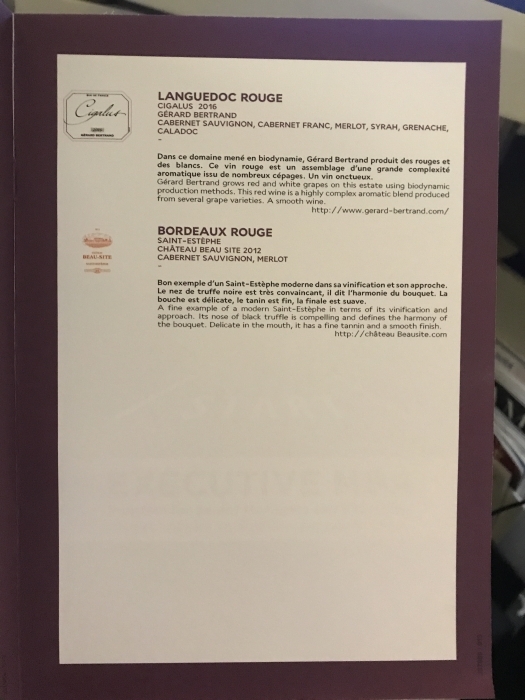 Cigalus
LANGUEDOC ROUGE
CIGALUS 2016
GÉRARD BERTRAND
CABERNET SAUVIGNON, CABERNET FRANC, MERLOT, SYRAH, GRENACHE,
CALADOC
-
Dans ce domaine mené en biodynamie, Gérard Bertrand produit des rouges et
des blancs. Ce vin rouge est un assemblage d'une grande complexité
aromatique issu de nombreux cépages. Un vin onctueux.
Gérard Bertrand grows red and white grapes on this estate using biodynamic
production methods. This red wine is a highly complex aromatic blend produced
from several grape varieties. A smooth wine.
http://www.gerard-bertrand.com/
BEAU-SITE
BORDEAUX ROUGE
SAINT-ESTÈPHE
CHÂTEAU BEAU SITE 2012
CABERNET SAUVIGNON, MERLOT
-
Bon exemple d'un Saint-Estèphe moderne dans sa vinification et son approche.
Le nez de truffe noire est très convaincant, il dit l'harmonie du bouquet. La
bouche est délicate, le tanin est fin, la finale est suave.
A fine example of a modern Saint-Estèphe in terms of its vinification and
approach. Its nose of black truffle is compelling and defines the harmony of
the bouquet. Delicate in the mouth, it has a fine tannin and a smooth finish.
http://château Beausite.com